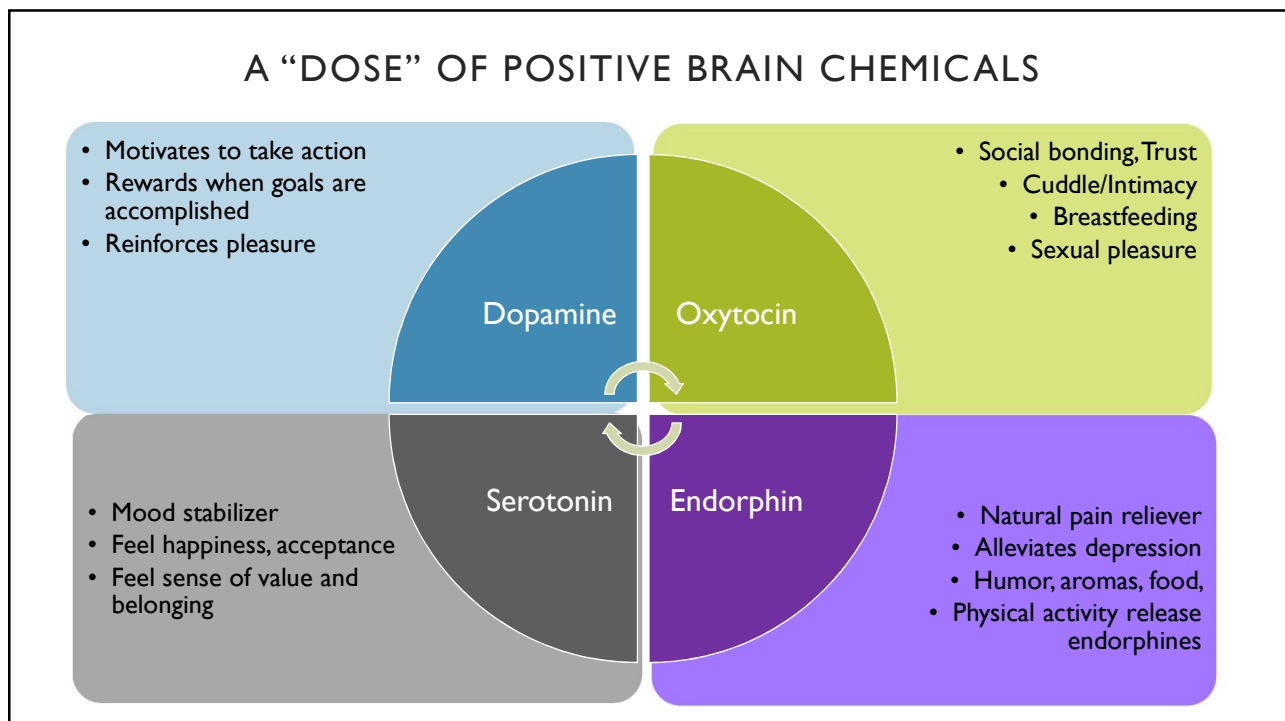 A “DOSE” OF POSITIVE BRAIN CHEMICALS
• Motivates to take action
• Rewards when goals are
accomplished
• Reinforces pleasure
• Social bonding, Trust
• Cuddle/Intimacy
• Breastfeeding
• Sexual pleasure
Dopamine
Oxytocin
Serotonin
Endorphin
• Mood stabilizer
• Feel happiness, acceptance
• Feel sense of value and
belonging
• Natural pain reliever
• Alleviates depression
• Humor, aromas, food,
• Physical activity release
endorphines